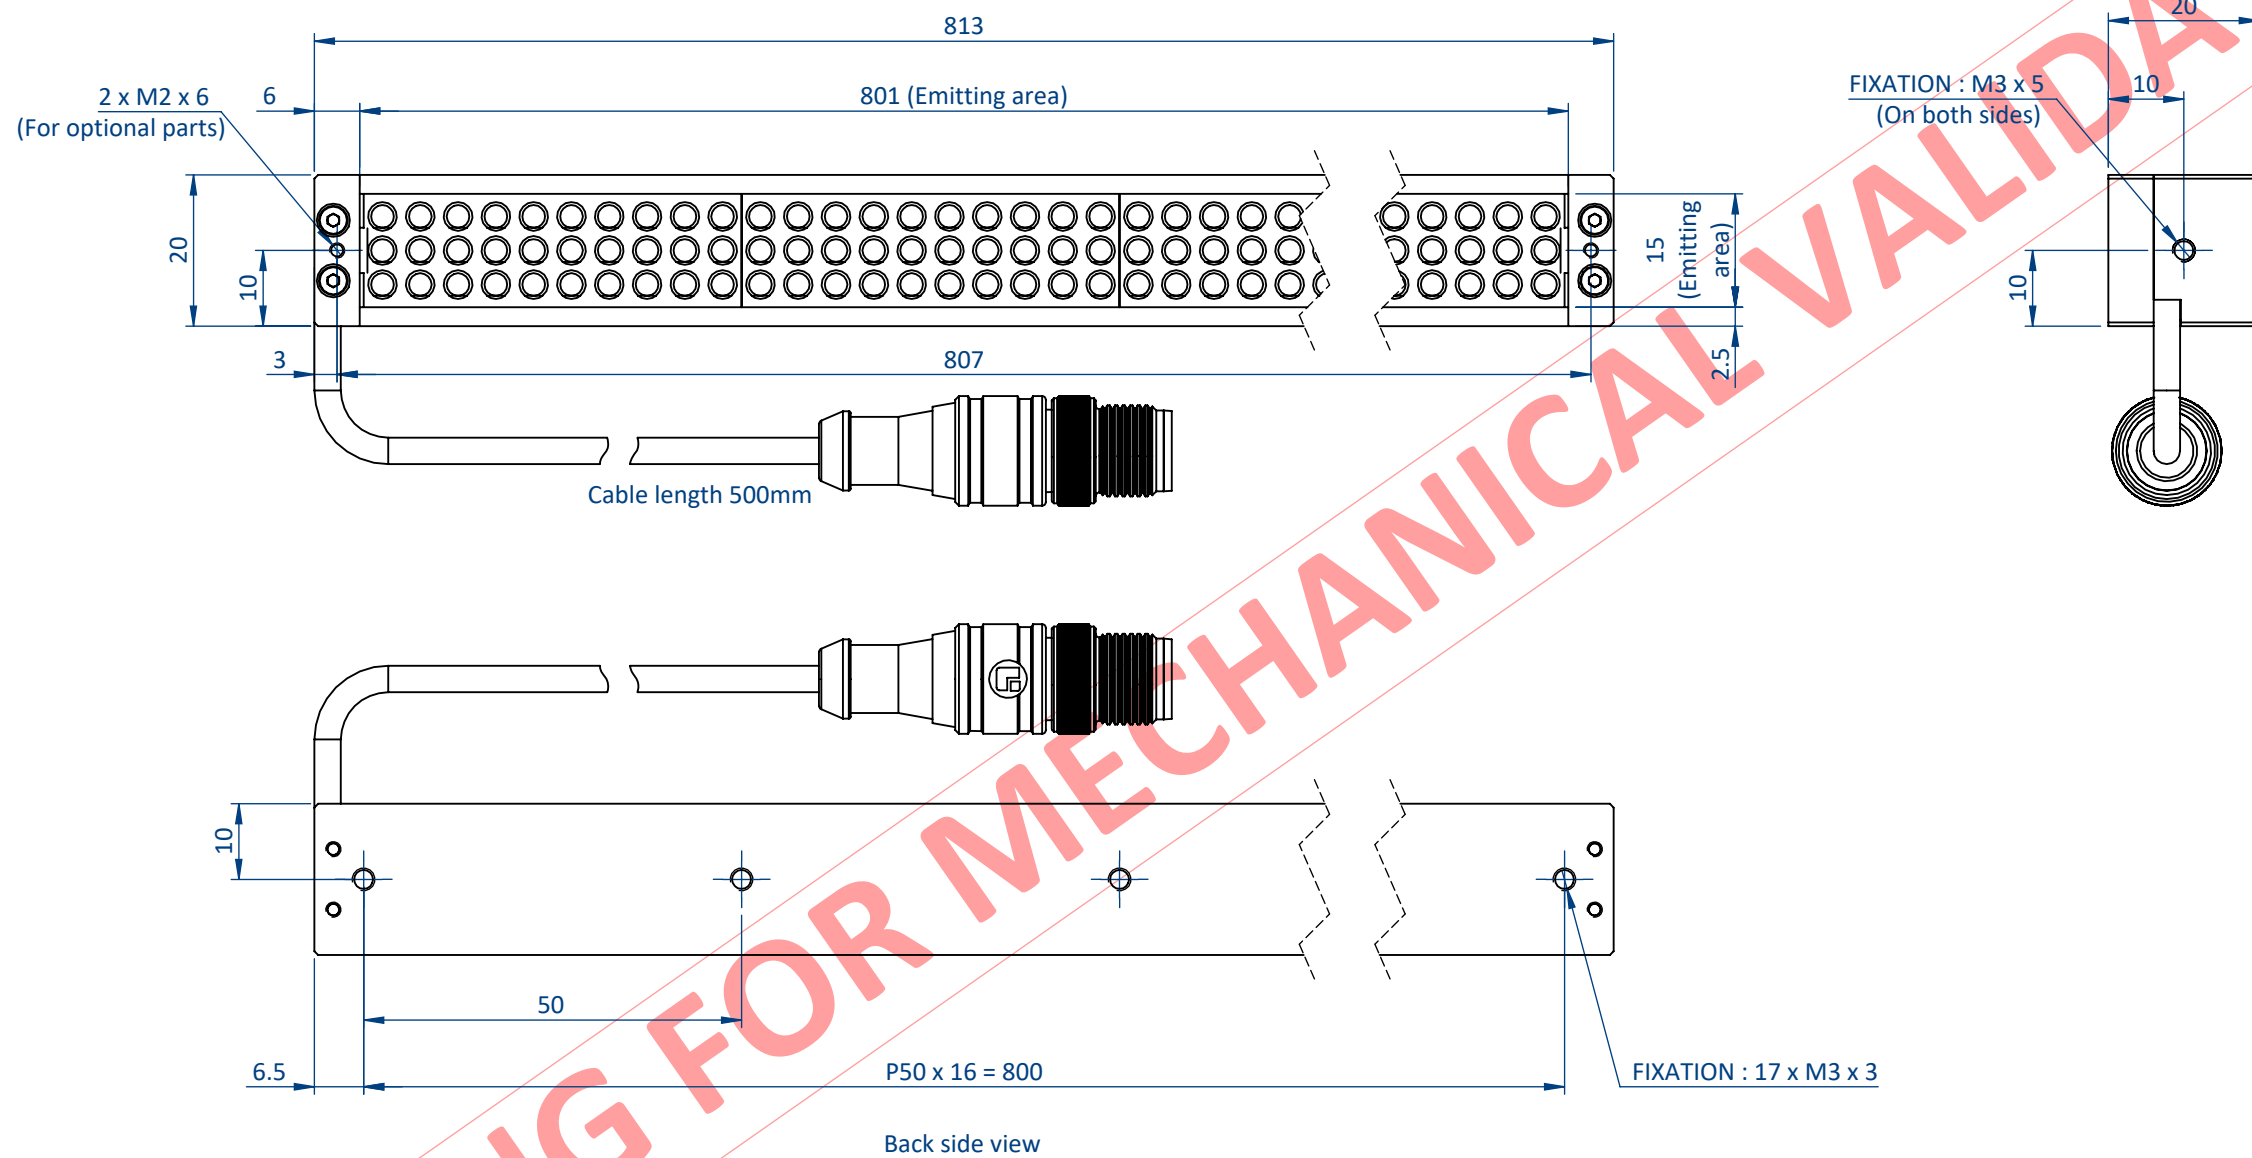 813
20
2 x M2 x 6
(For optional parts)
6
801 (Emitting area)
FIXATION : M3 x 5
(On both sides)
10
20
10
15
(Emitting
area)
2.5
10
3
807
Cable length 500mm
10
50
6.5
P50 x 16 = 800
FIXATION : 17 x M3 x 3
Back side view
NG FOR MECHANICAL VALIDA